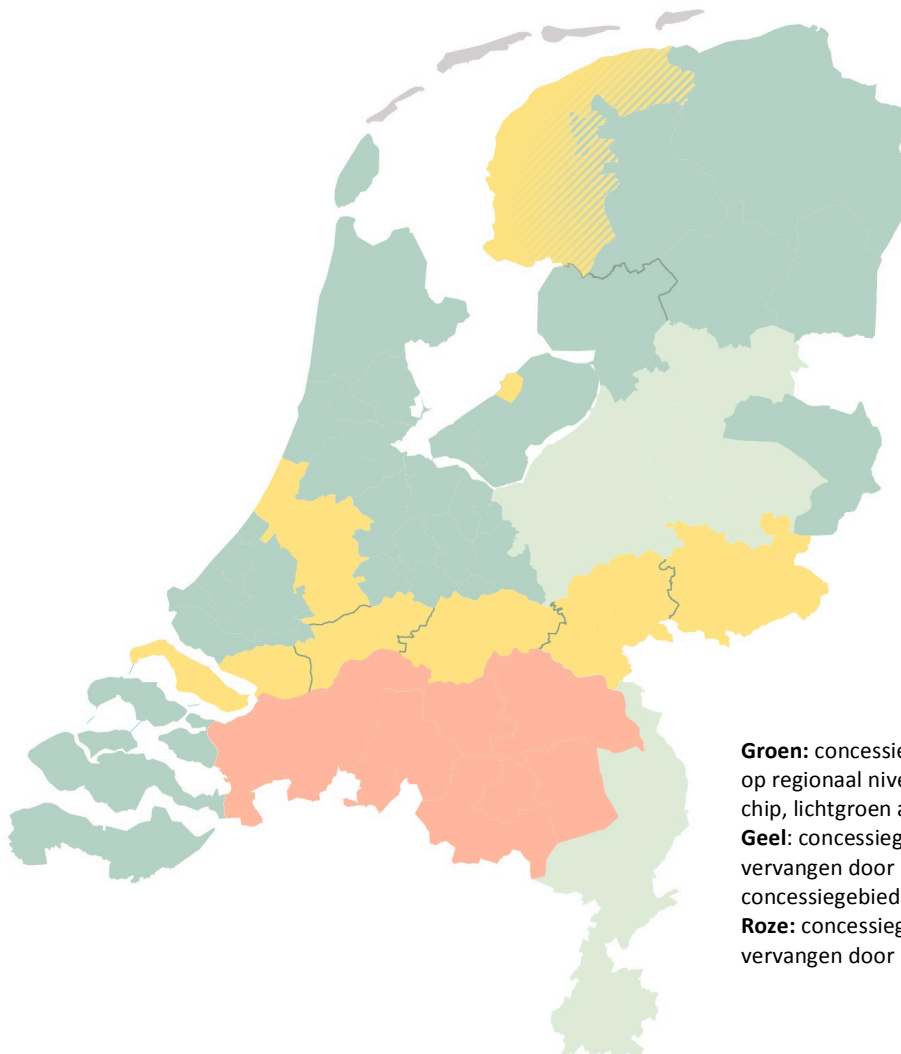 Groen: concessie
op regionaal nive
chip, lichtgroen a
Geel: concessieg
vervangen door
concessiegebied
Roze: concessieg
vervangen door